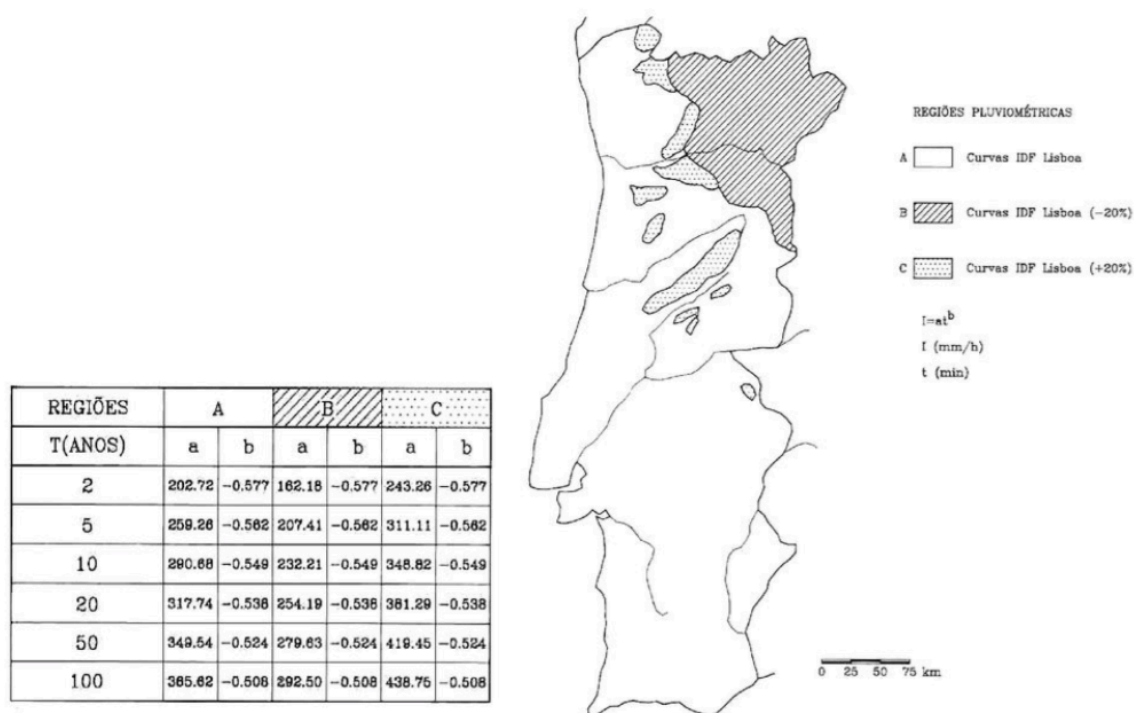 REGIÕES PLUVIOMÉTRICAS
A Curvas IDF Lisboa
B Curvas IDF Lisboa (-20%)
C Curvas IDF Lisboa (+20%)
I=at^b
I (mm/h)
t (min)
REGIÕES A B C
T(ANOS) a b a b a b
2 202.72 -0.577 162.18 -0.577 243.26 -0.577
5 259.26 -0.562 207.41 -0.562 311.11 -0.562
10 290.68 -0.549 232.21 -0.549 348.82 -0.549
20 317.74 -0.538 254.19 -0.538 381.29 -0.538
50 349.54 -0.524 279.63 -0.524 419.45 -0.524
100 365.62 -0.508 292.50 -0.508 438.75 -0.508
0 25 50 75 km